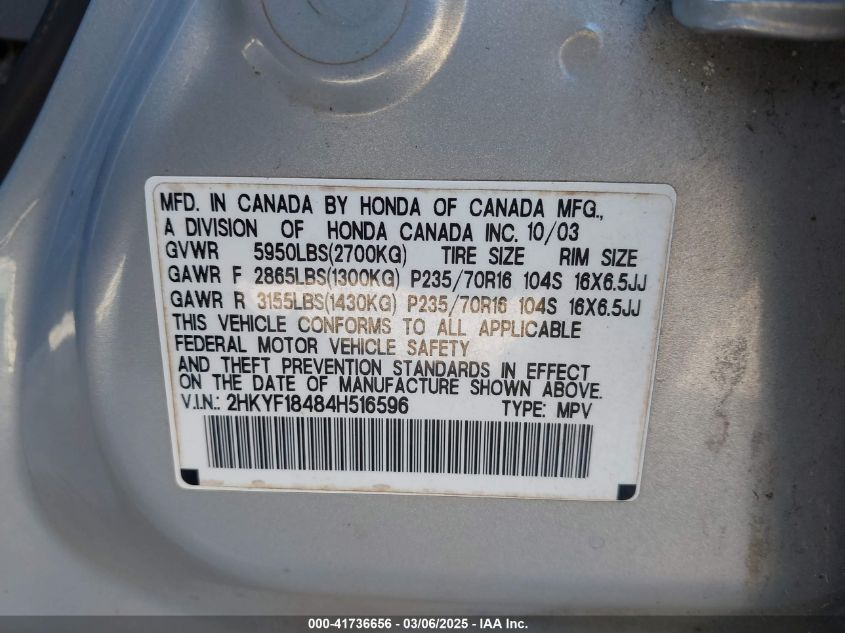 MFD. IN CANADA BY HONDA OF CANADA MFG.,
A DIVISION OF HONDA CANADA INC. 10/03
GVWR 5950LBS(2700KG) TIRE SIZE RIM SIZE
GAWR F 2865LBS(1300KG) P235/70R16 104S 16X6.5JJ
GAWR R 3155LBS(1430KG) P235/70R16 104S 16X6.5JJ
THIS VEHICLE CONFORMS TO ALL APPLICABLE
FEDERAL MOTOR VEHICLE SAFETY
AND THEFT PREVENTION STANDARDS IN EFFECT
ON THE DATE OF MANUFACTURE SHOWN ABOVE.
V.I.N.: 2HKYF18484H516596 TYPE: MPV
000-41736656 - 03/06/2025 - IAA Inc.